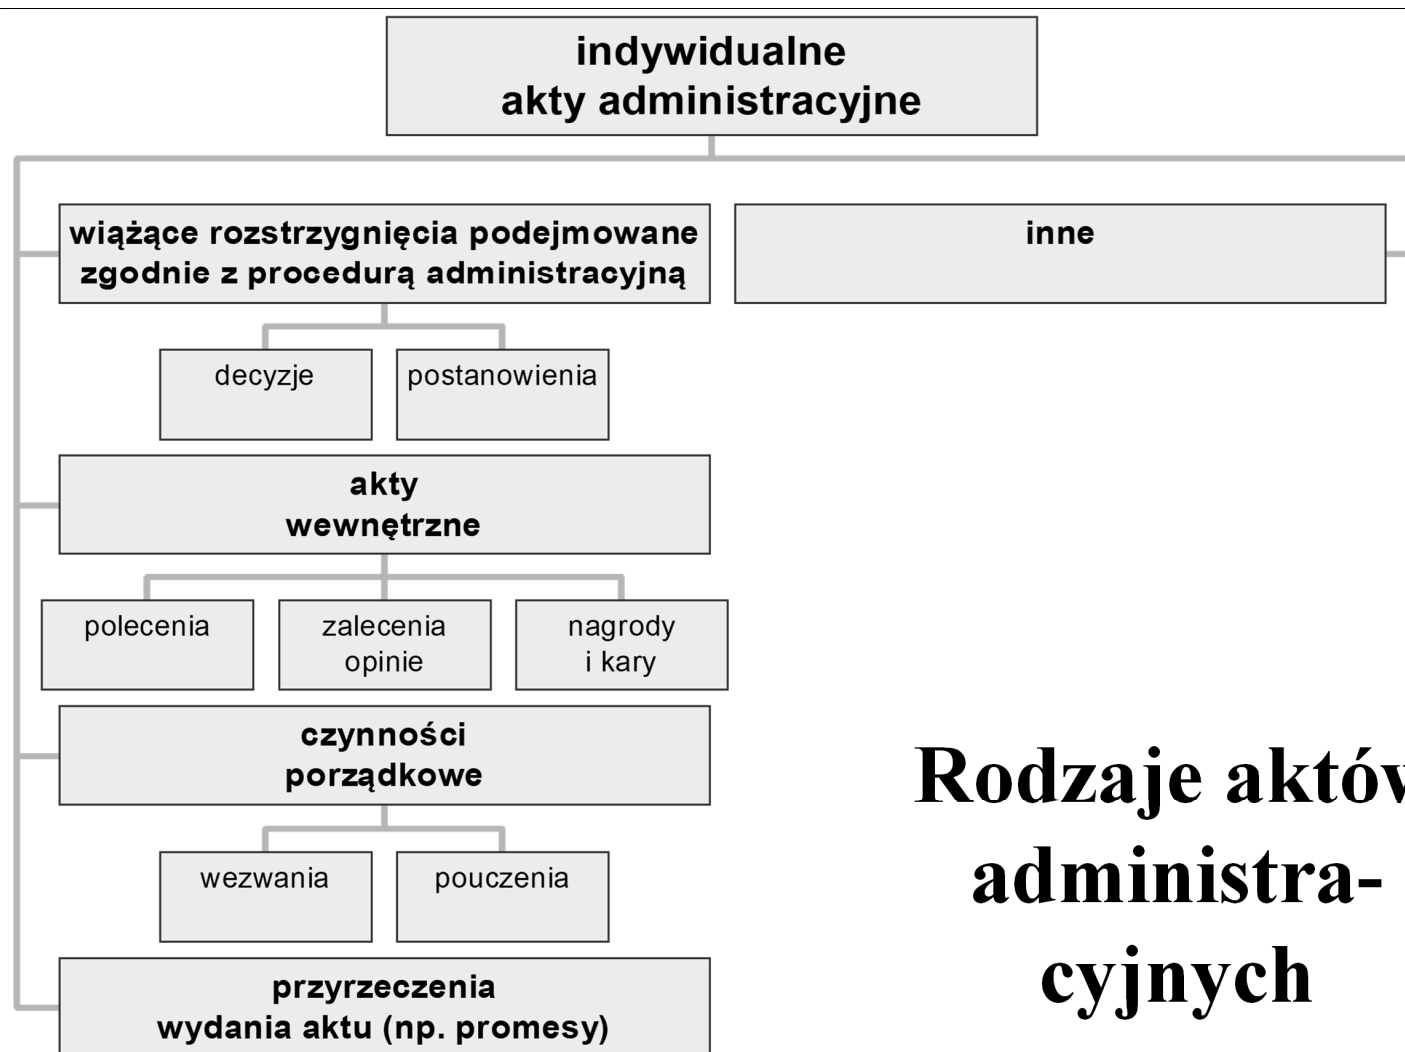 indywidualne
akty administracyjne
wiążące rozstrzygnięcia podejmowane
zgodnie z procedurą administracyjną
inne
decyzje
postanowienia
akty
wewnętrzne
polecenia
zalecenia
opinie
nagrody
i kary
czynności
porządkowe
wezwania
pouczenia
przyrzeczenia
wydania aktu (np. promesy)
Rodzaje aktów
administra-
cyjnych